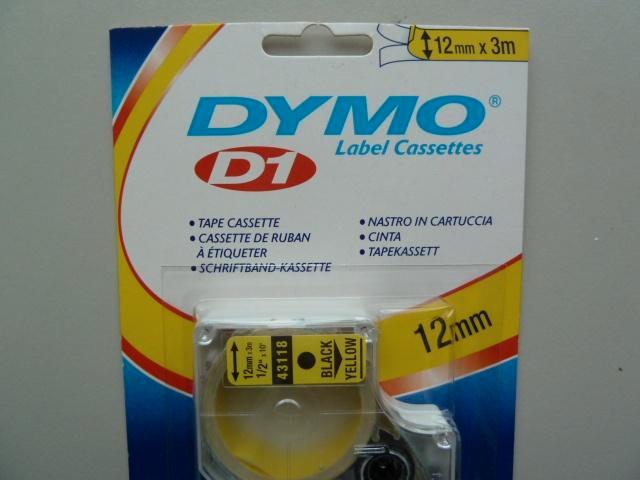 12mm x 3m
DYMO®
Label Cassettes
D1
• TAPE CASSETTE
• CASSETTE DE RUBAN
À ÉTIQUETER
• SCHRIFTBAND-KASSETTE
• NASTRO IN CARTUCCIA
• CINTA
• TAPEKASSETT
12mm
12mm x 3m
1/2" x 10'
43118
BLACK
YELLOW